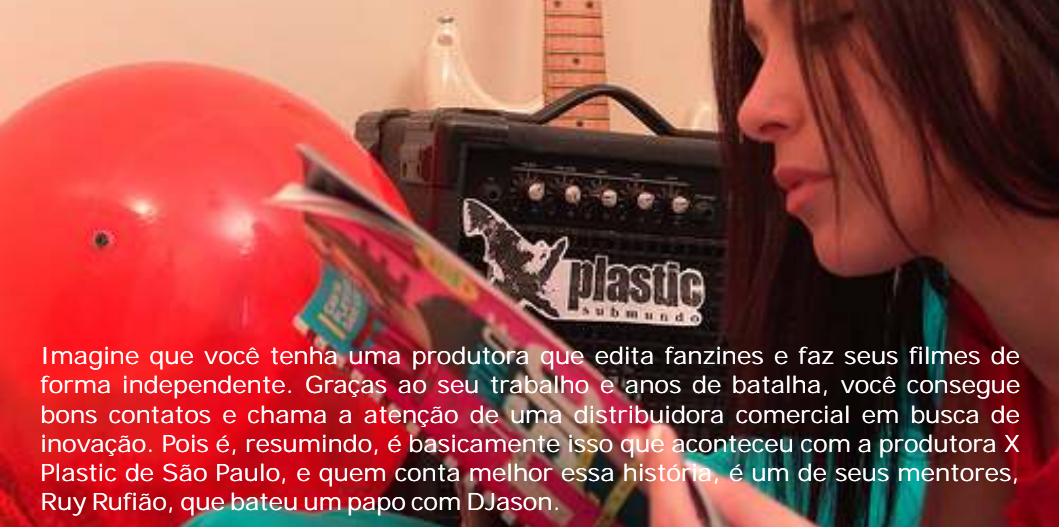 plastic
submundo
Imagine que você tenha uma produtora que edita fanzines e faz seus filmes de
forma independente. Graças ao seu trabalho e anos de batalha, você consegue
bons contatos e chama a atenção de uma distribuidora comercial em busca de
inovação. Pois é, resumindo, é basicamente isso que aconteceu com a produtora X
Plastic de São Paulo, e quem conta melhor essa história, é um de seus mentores,
Ruy Rufião, que bateu um papo com DJason.